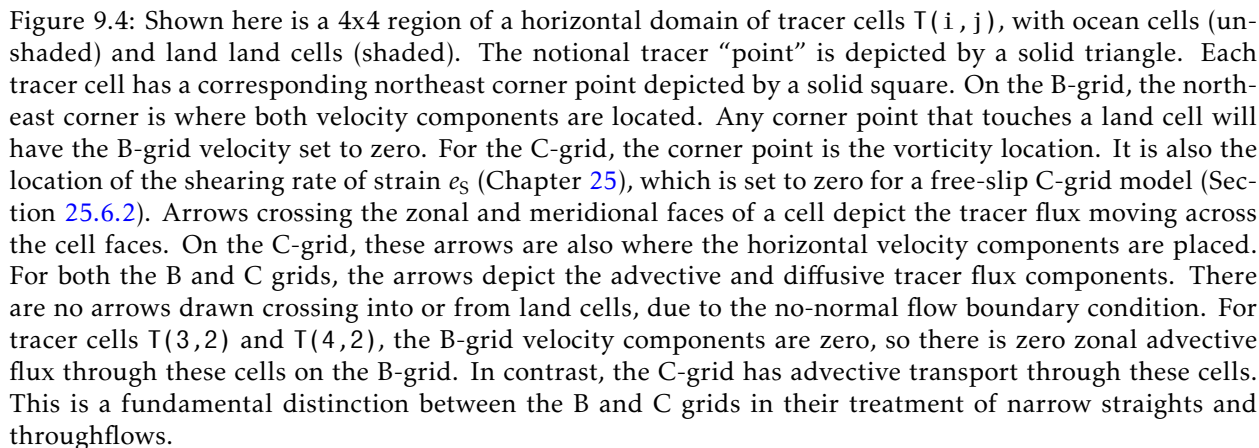 Figure 9.4: Shown here is a 4x4 region of a horizontal domain of tracer cells T(i,j), with ocean cells (un-
shaded) and land land cells (shaded). The notional tracer “point” is depicted by a solid triangle. Each
tracer cell has a corresponding northeast corner point depicted by a solid square. On the B-grid, the north-
east corner is where both velocity components are located. Any corner point that touches a land cell will
have the B-grid velocity set to zero. For the C-grid, the corner point is the vorticity location. It is also the
location of the shearing rate of strain eS (Chapter 25), which is set to zero for a free-slip C-grid model (Sec-
tion 25.6.2). Arrows crossing the zonal and meridional faces of a cell depict the tracer flux moving across
the cell faces. On the C-grid, these arrows are also where the horizontal velocity components are placed.
For both the B and C grids, the arrows depict the advective and diffusive tracer flux components. There
are no arrows drawn crossing into or from land cells, due to the no-normal flow boundary condition. For
tracer cells T(3,2) and T(4,2), the B-grid velocity components are zero, so there is zero zonal advective
flux through these cells on the B-grid. In contrast, the C-grid has advective transport through these cells.
This is a fundamental distinction between the B and C grids in their treatment of narrow straights and
throughflows.